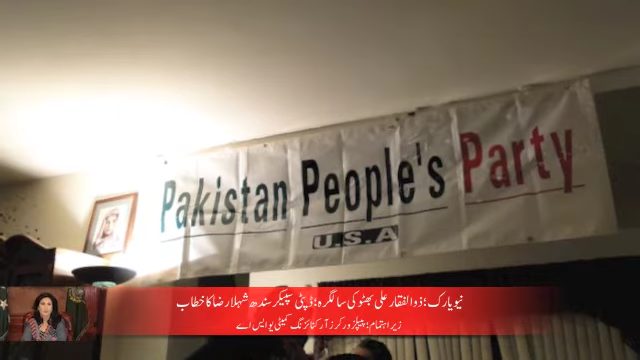 Pakistan People's Party
U.S.A
نیویارک؛ ذوالفقار علی بھٹو کی سالگرہ؛ ڈپٹی سپیکر سندھ شہلا رضا کا خطاب
زیر اہتمام؛ پیپلز ورکرز آرگنائزنگ کمیٹی یو ایس اے